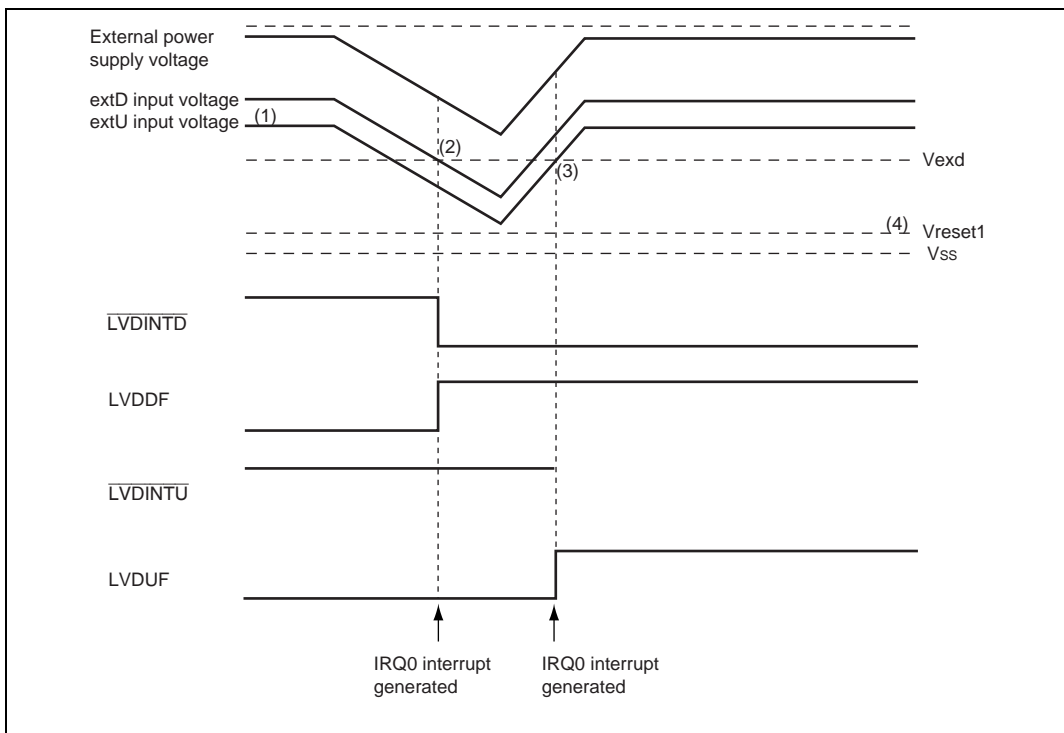 External power
supply voltage
extD input voltage
extU input voltage
(1)
(2)
(3)
Vexd
(4)
Vreset1
Vss
LVDINTD
LVDDF
LVDINTU
LVDUF
IRQ0 interrupt
generated
IRQ0 interrupt
generated